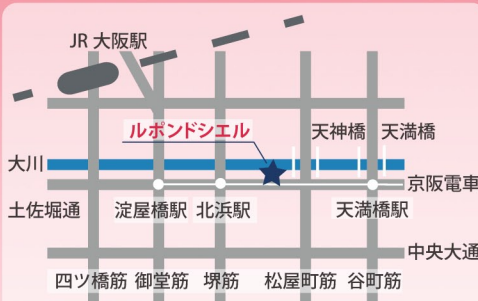 JR 大阪駅
ルポンドシエル
天神橋
天満橋
大川
京阪電車
土佐堀通
淀屋橋駅
北浜駅
天満橋駅
中央大通
四ツ橋筋
御堂筋
堺筋
松屋町筋
谷町筋